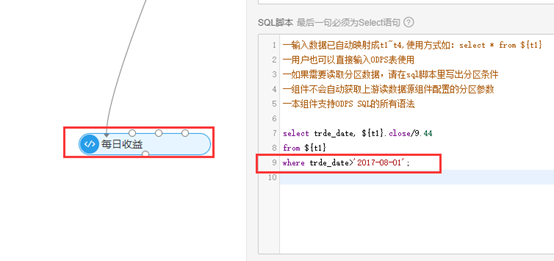 SQL脚本 最后一句必须为Select语句 ?
1 --输入数据已自动映射成t1~t4,使用方式如: select * from ${t1}
2 --用户也可以直接输入ODPS表使用
3 --如果需要读取分区数据，请在sql脚本里写出分区条件
4 --组件不会自动获取上游读数据源组件配置的分区参数
5 --本组件支持ODPS SQL的所有语法
6
7 select trde_date, ${t1}.close/9.44
8 from ${t1}
9 where trde_date>'2017-08-01';
10
</> 每日收益